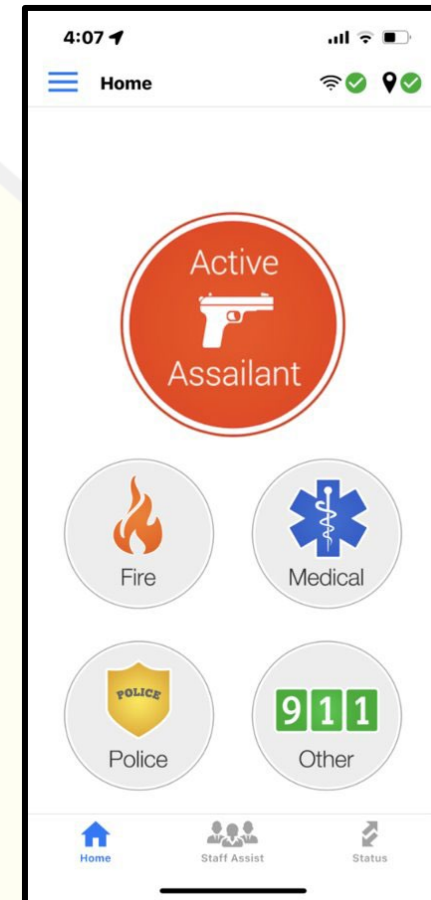 4:07
Home
Active
Assailant
Fire
Medical
POLICE
Police
911
Other
Home
Staff Assist
Status